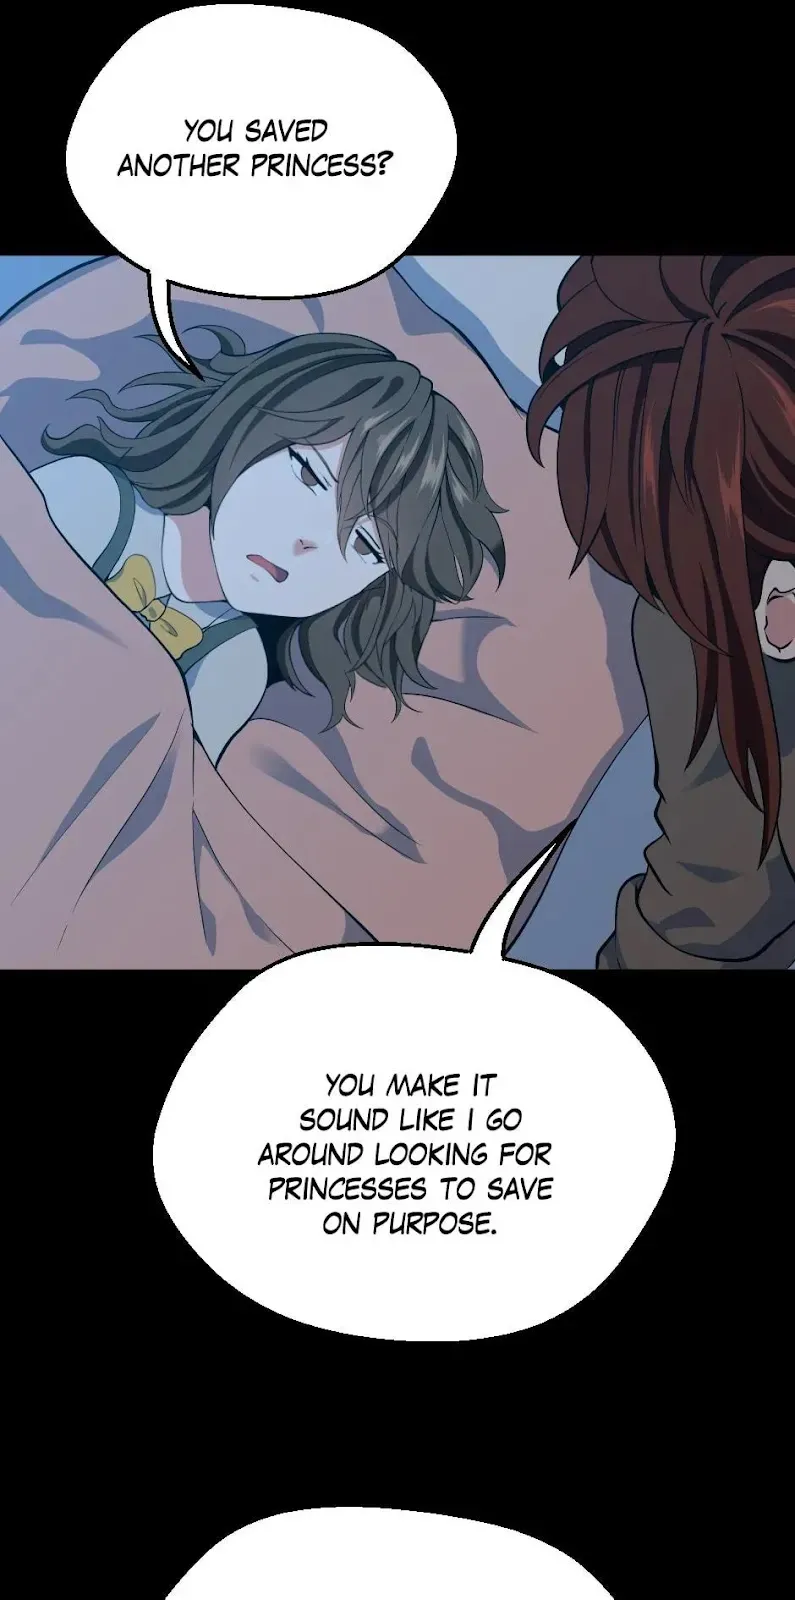 YOU SAVED
ANOTHER PRINCESS?
YOU MAKE IT
SOUND LIKE I GO
AROUND LOOKING FOR
PRINCESSES TO SAVE
ON PURPOSE.